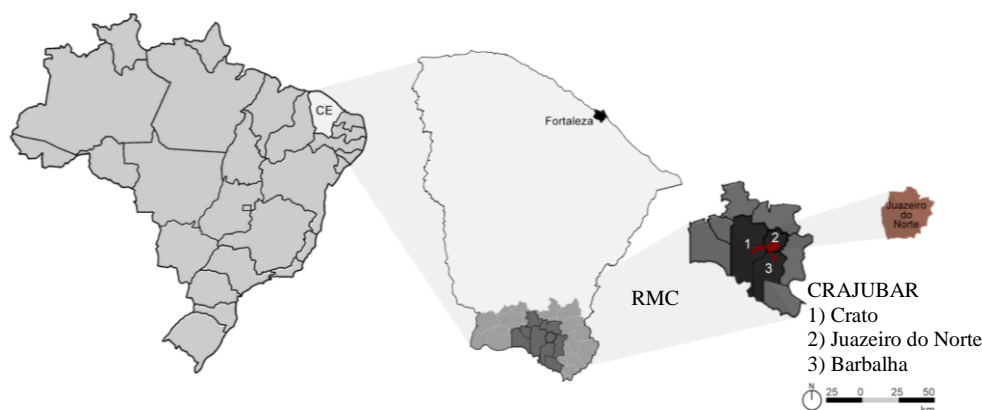 CE
Fortaleza
RMC
1
2
3
Juazeiro
do
Norte
CRAJUBAR
1) Crato
2) Juazeiro do Norte
3) Barbalha
N
25 0 25 50
km